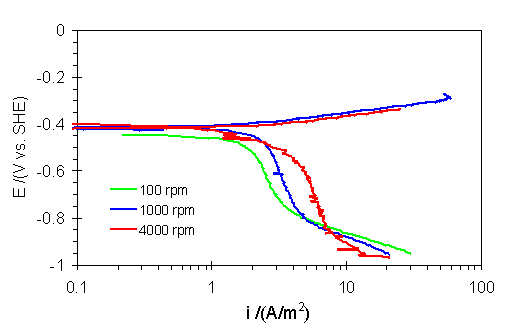 0
-0.2
-0.4
-0.6
-0.8
-1
E /(V vs. SHE)
100 rpm
1000 rpm
4000 rpm
0.1 1 10 100
i /(A/m²)